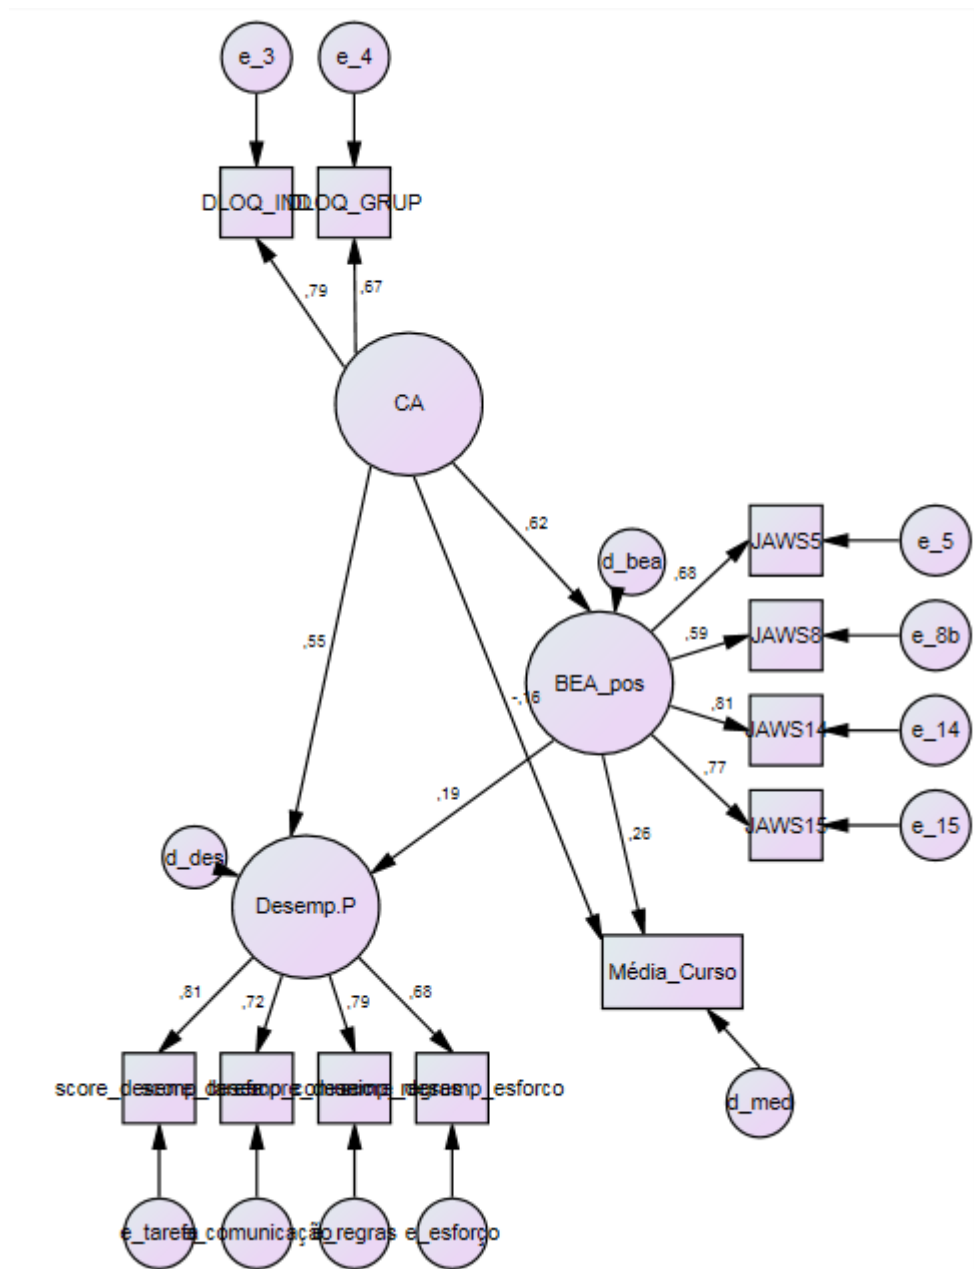 e_3
e_4
DLOQ_IND
DLOQ_GRUP
,79
,67
CA
,62
,55
-,16
d_bea
BEA_pos
,68
,59
,81
,77
JAWS5
JAWS8
JAWS14
JAWS15
e_5
e_8b
e_14
e_15
,19
,26
d_des
Desemp.P
Média_Curso
d_med
,81
,72
,79
,68
e_tarefa
e_comunicação
e_regras
e_esforço